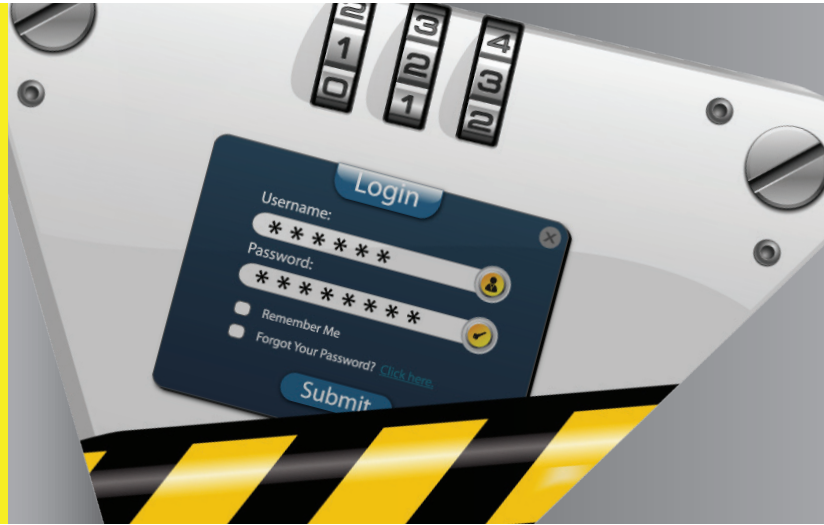 2 3 4
1 2 3
0 1 2
Login
Username:
******
Password:
********
Remember Me
Forgot Your Password? Click here.
Submit